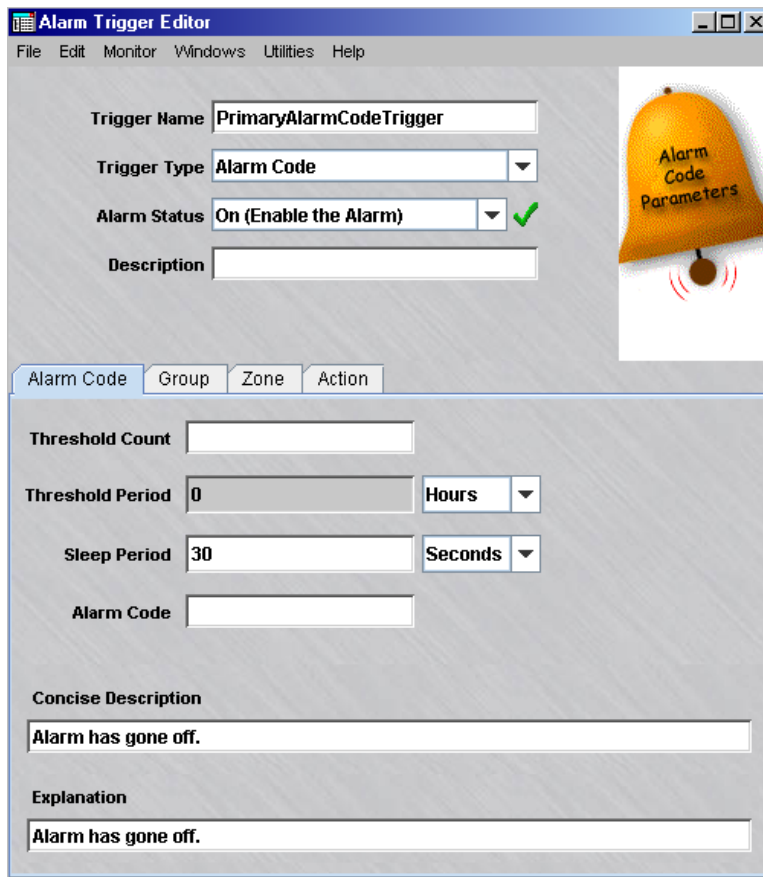 Alarm Trigger Editor
File Edit Monitor Windows Utilities Help
Trigger Name PrimaryAlarmCodeTrigger
Trigger Type Alarm Code
Alarm Status On (Enable the Alarm)
Description
Alarm
Code
Parameters
Alarm Code Group Zone Action
Threshold Count
Threshold Period 0 Hours
Sleep Period 30 Seconds
Alarm Code
Concise Description
Alarm has gone off.
Explanation
Alarm has gone off.